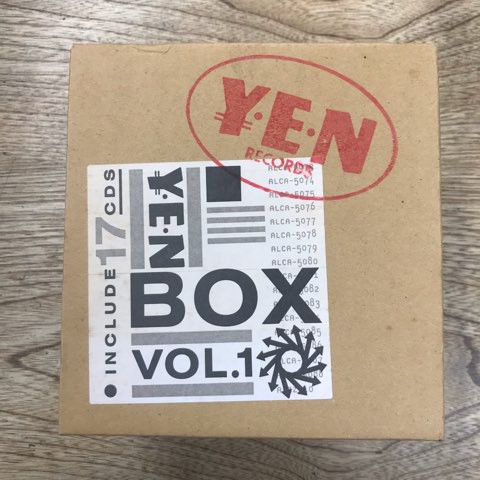 Y·E·N
RECORDS
ALCA-5074
ALCA-5075
ALCA-5076
ALCA-5077
ALCA-5078
ALCA-5079
ALCA-5080
Y·E·N
BOX
VOL.1
INCLUDE 17 CDS